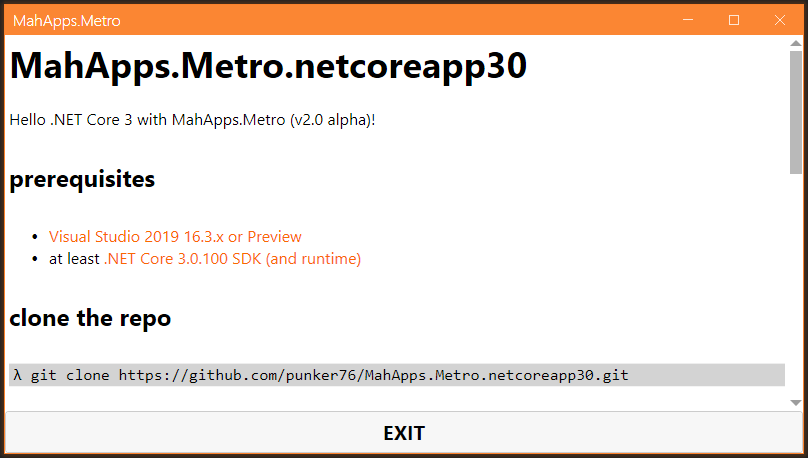 MahApps.Metro
MahApps.Metro.netcoreapp30
Hello .NET Core 3 with MahApps.Metro (v2.0 alpha)!
prerequisites
• Visual Studio 2019 16.3.x or Preview
• at least .NET Core 3.0.100 SDK (and runtime)
clone the repo
λ git clone https://github.com/punker76/MahApps.Metro.netcoreapp30.git
EXIT